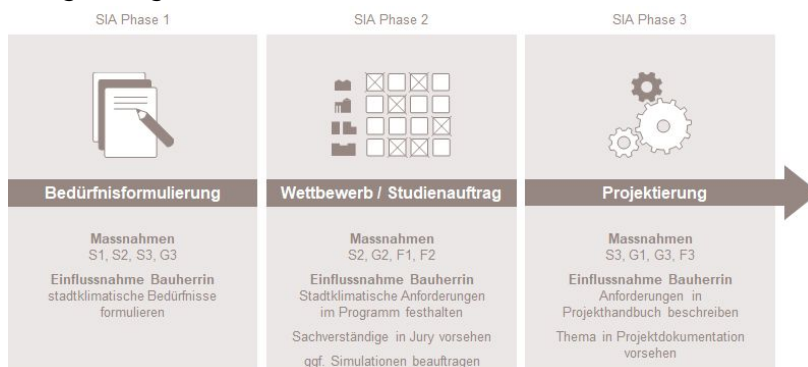 SIA Phase 1
SIA Phase 2
SIA Phase 3
Bedürfnisformulierung
Wettbewerb / Studienauftrag
Projektierung
Massnahmen
S1, S2, S3, G3
Einflussnahme Bauherrin
stadtklimatische Bedürfnisse
formulieren
Massnahmen
S2, G2, F1, F2
Einflussnahme Bauherrin
Stadtklimatische Anforderungen
im Programm festhalten
Sachverständige in Jury vorsehen
ggf. Simulationen beauftragen
Massnahmen
S3, G1, G3, F3
Einflussnahme Bauherrin
Anforderungen in
Projekthandbuch beschreiben
Thema in Projektdokumentation
vorsehen